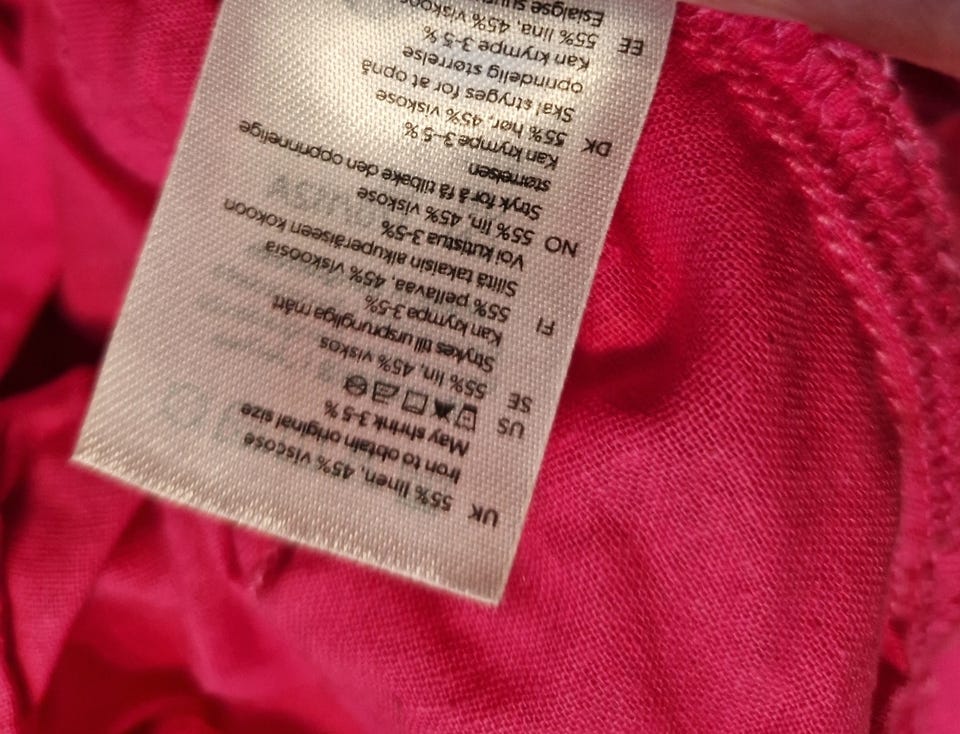 UK 55% linen, 45% viscose
Iron to obtain original size
May shrink 3-5 %
US
SE 55% lin, 45% viskos
Strykes till ursprungliga mått
Kan krympa 3-5%
FI 55% pellavaa, 45% viskoosia
Siilitä takaisin alkuperäiseen kokoon
Voi kutistua 3-5%
NO 55% lin, 45% viskose
Stryk for å få tilbake den opprinnelige
størrelsen
Kan krympe 3-5%
DK 55% hør, 45% viskose
Skal stryges for at opnå
oprindelig størrelse
Kan krympe 3-5 %
EE 55% lina, 45% viskoos
Esialgse